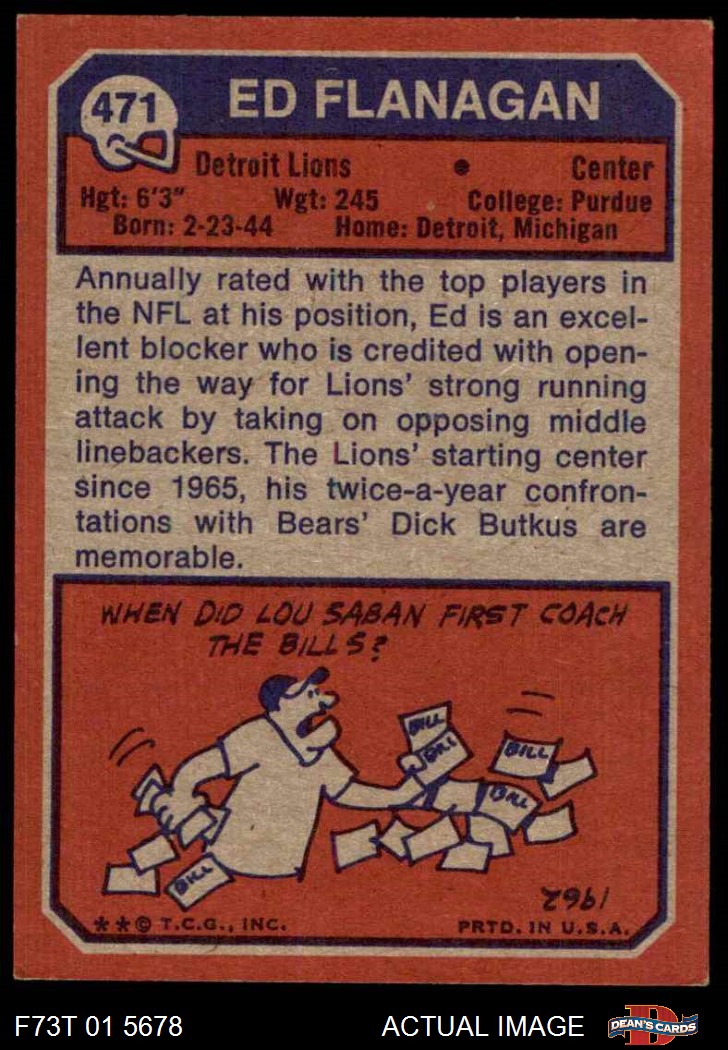 471
ED FLANAGAN
Detroit Lions • Center
Hgt: 6'3" Wgt: 245 College: Purdue
Born: 2-23-44 Home: Detroit, Michigan
Annually rated with the top players in
the NFL at his position, Ed is an excel-
lent blocker who is credited with open-
ing the way for Lions' strong running
attack by taking on opposing middle
linebackers. The Lions' starting center
since 1965, his twice-a-year confron-
tations with Bears' Dick Butkus are
memorable.
WHEN DID LOU SABAN FIRST COACH
THE BILLS?
BILL
BILL
BILL
BILL
BILL
1962
**© T.C.G., INC. PRTD. IN U.S.A.
F73T 01 5678 ACTUAL IMAGE
D
DEAN'S CARDS